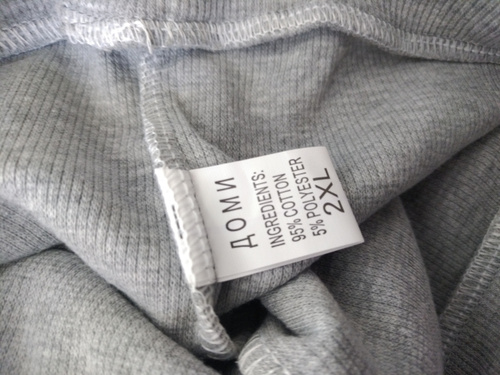 ДОМИ
INGREDIENTS:
95% COTTON
5% POLYESTER
2XL